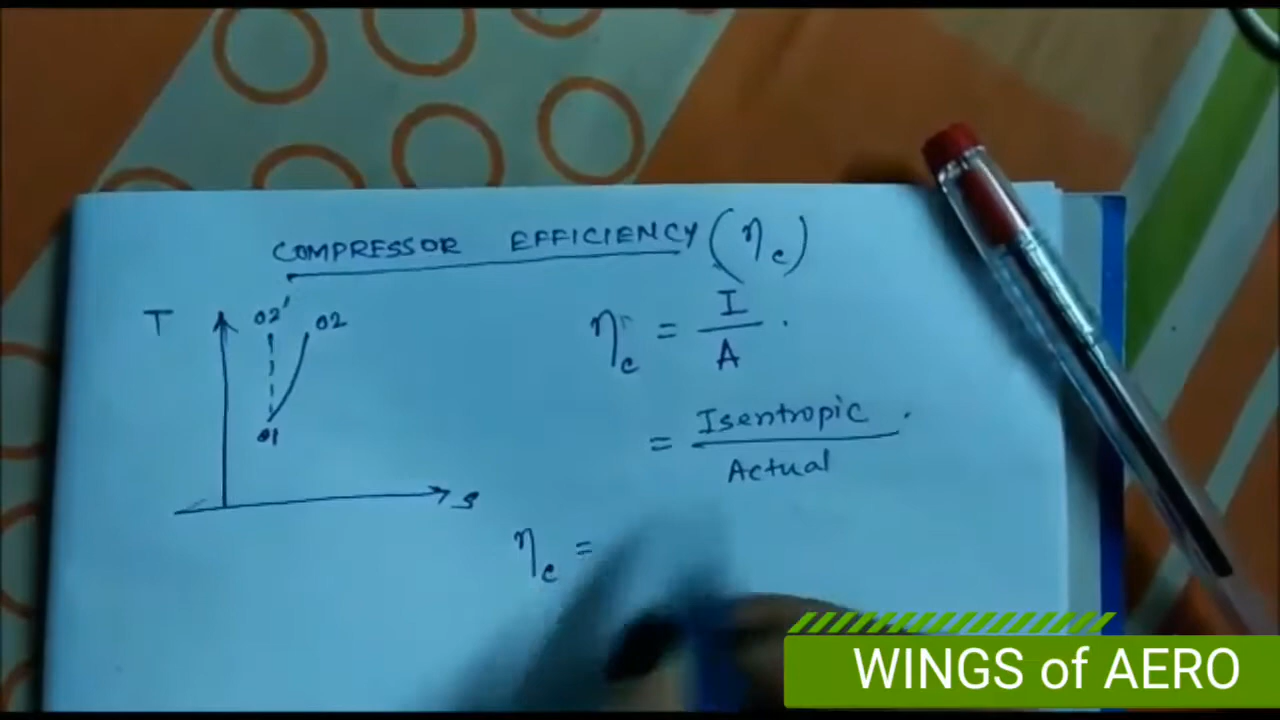 COMPRESSOR EFFICIENCY (ηc)
T
02'
02
01
S
ηc = I / A
= Isentropic / Actual
ηc =
WINGS of AERO